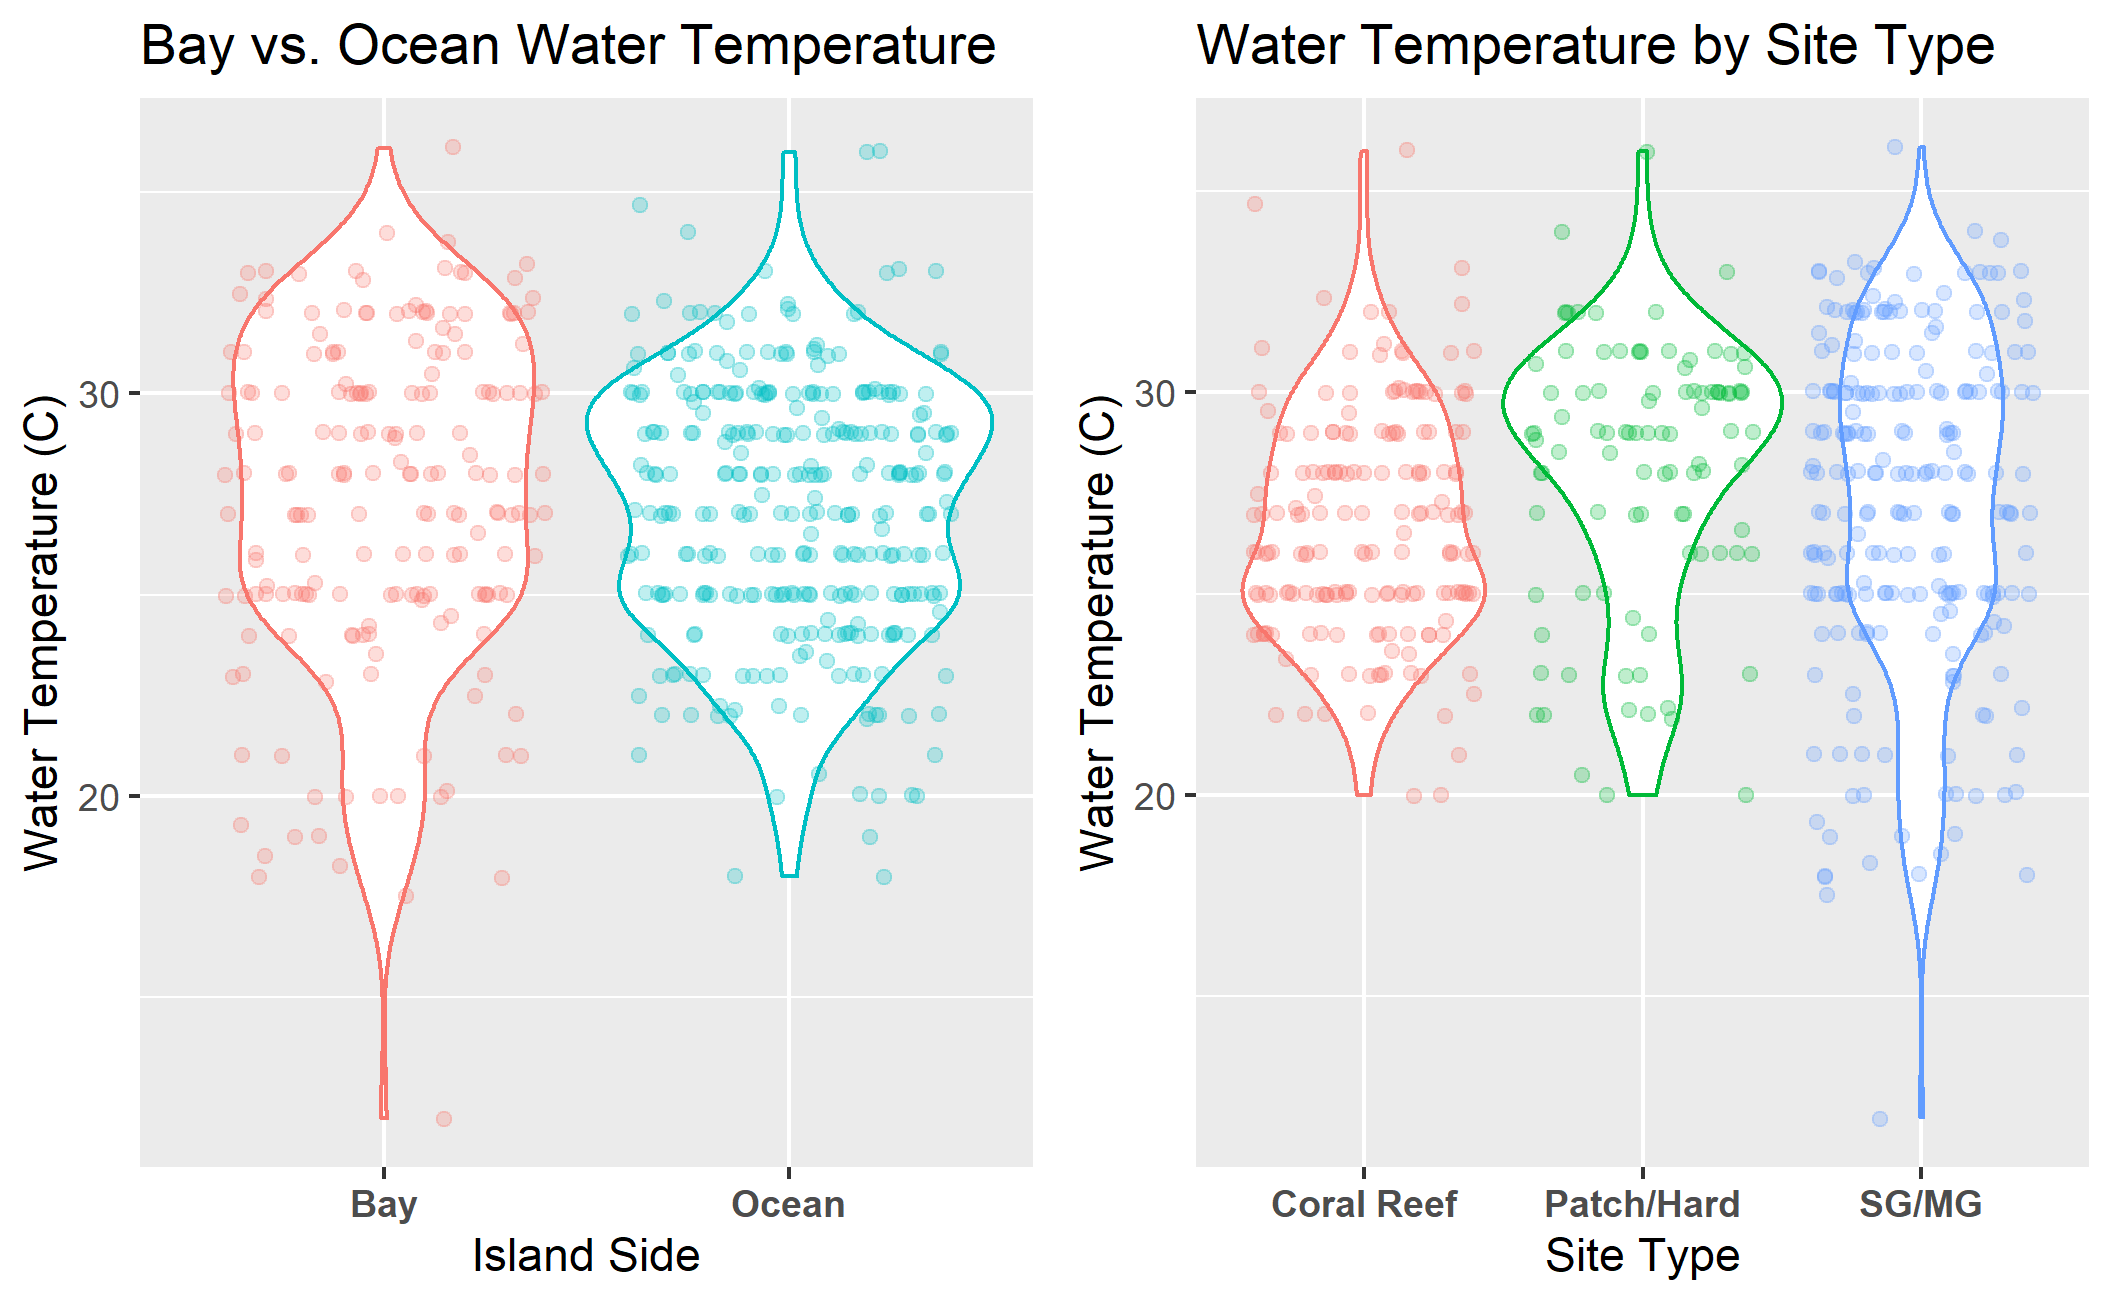 Bay vs. Ocean Water Temperature
Water Temperature (C)
30
20
Bay
Ocean
Island Side
Water Temperature by Site Type
Water Temperature (C)
30
20
Coral Reef
Patch/Hard
SG/MG
Site Type